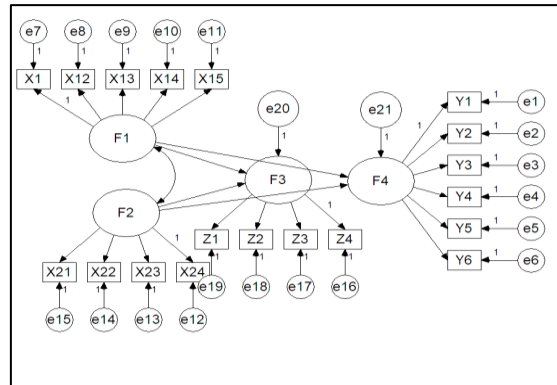 e7 e8 e9 e10 e11
1 1 1 1 1
X1 X12 X13 X14 X15
1
F1
e20
1
e21
1
F3
F4
F2
1 Y1 1 e1
Y2 1 e2
Y3 1 e3
Y4 1 e4
Y5 1 e5
Y6 1 e6
1
1
X21 X22 X23 X24
1 1 1 1
e15 e14 e13 e12
Z1 Z2 Z3 Z4
1 1 1 1
e19 e18 e17 e16